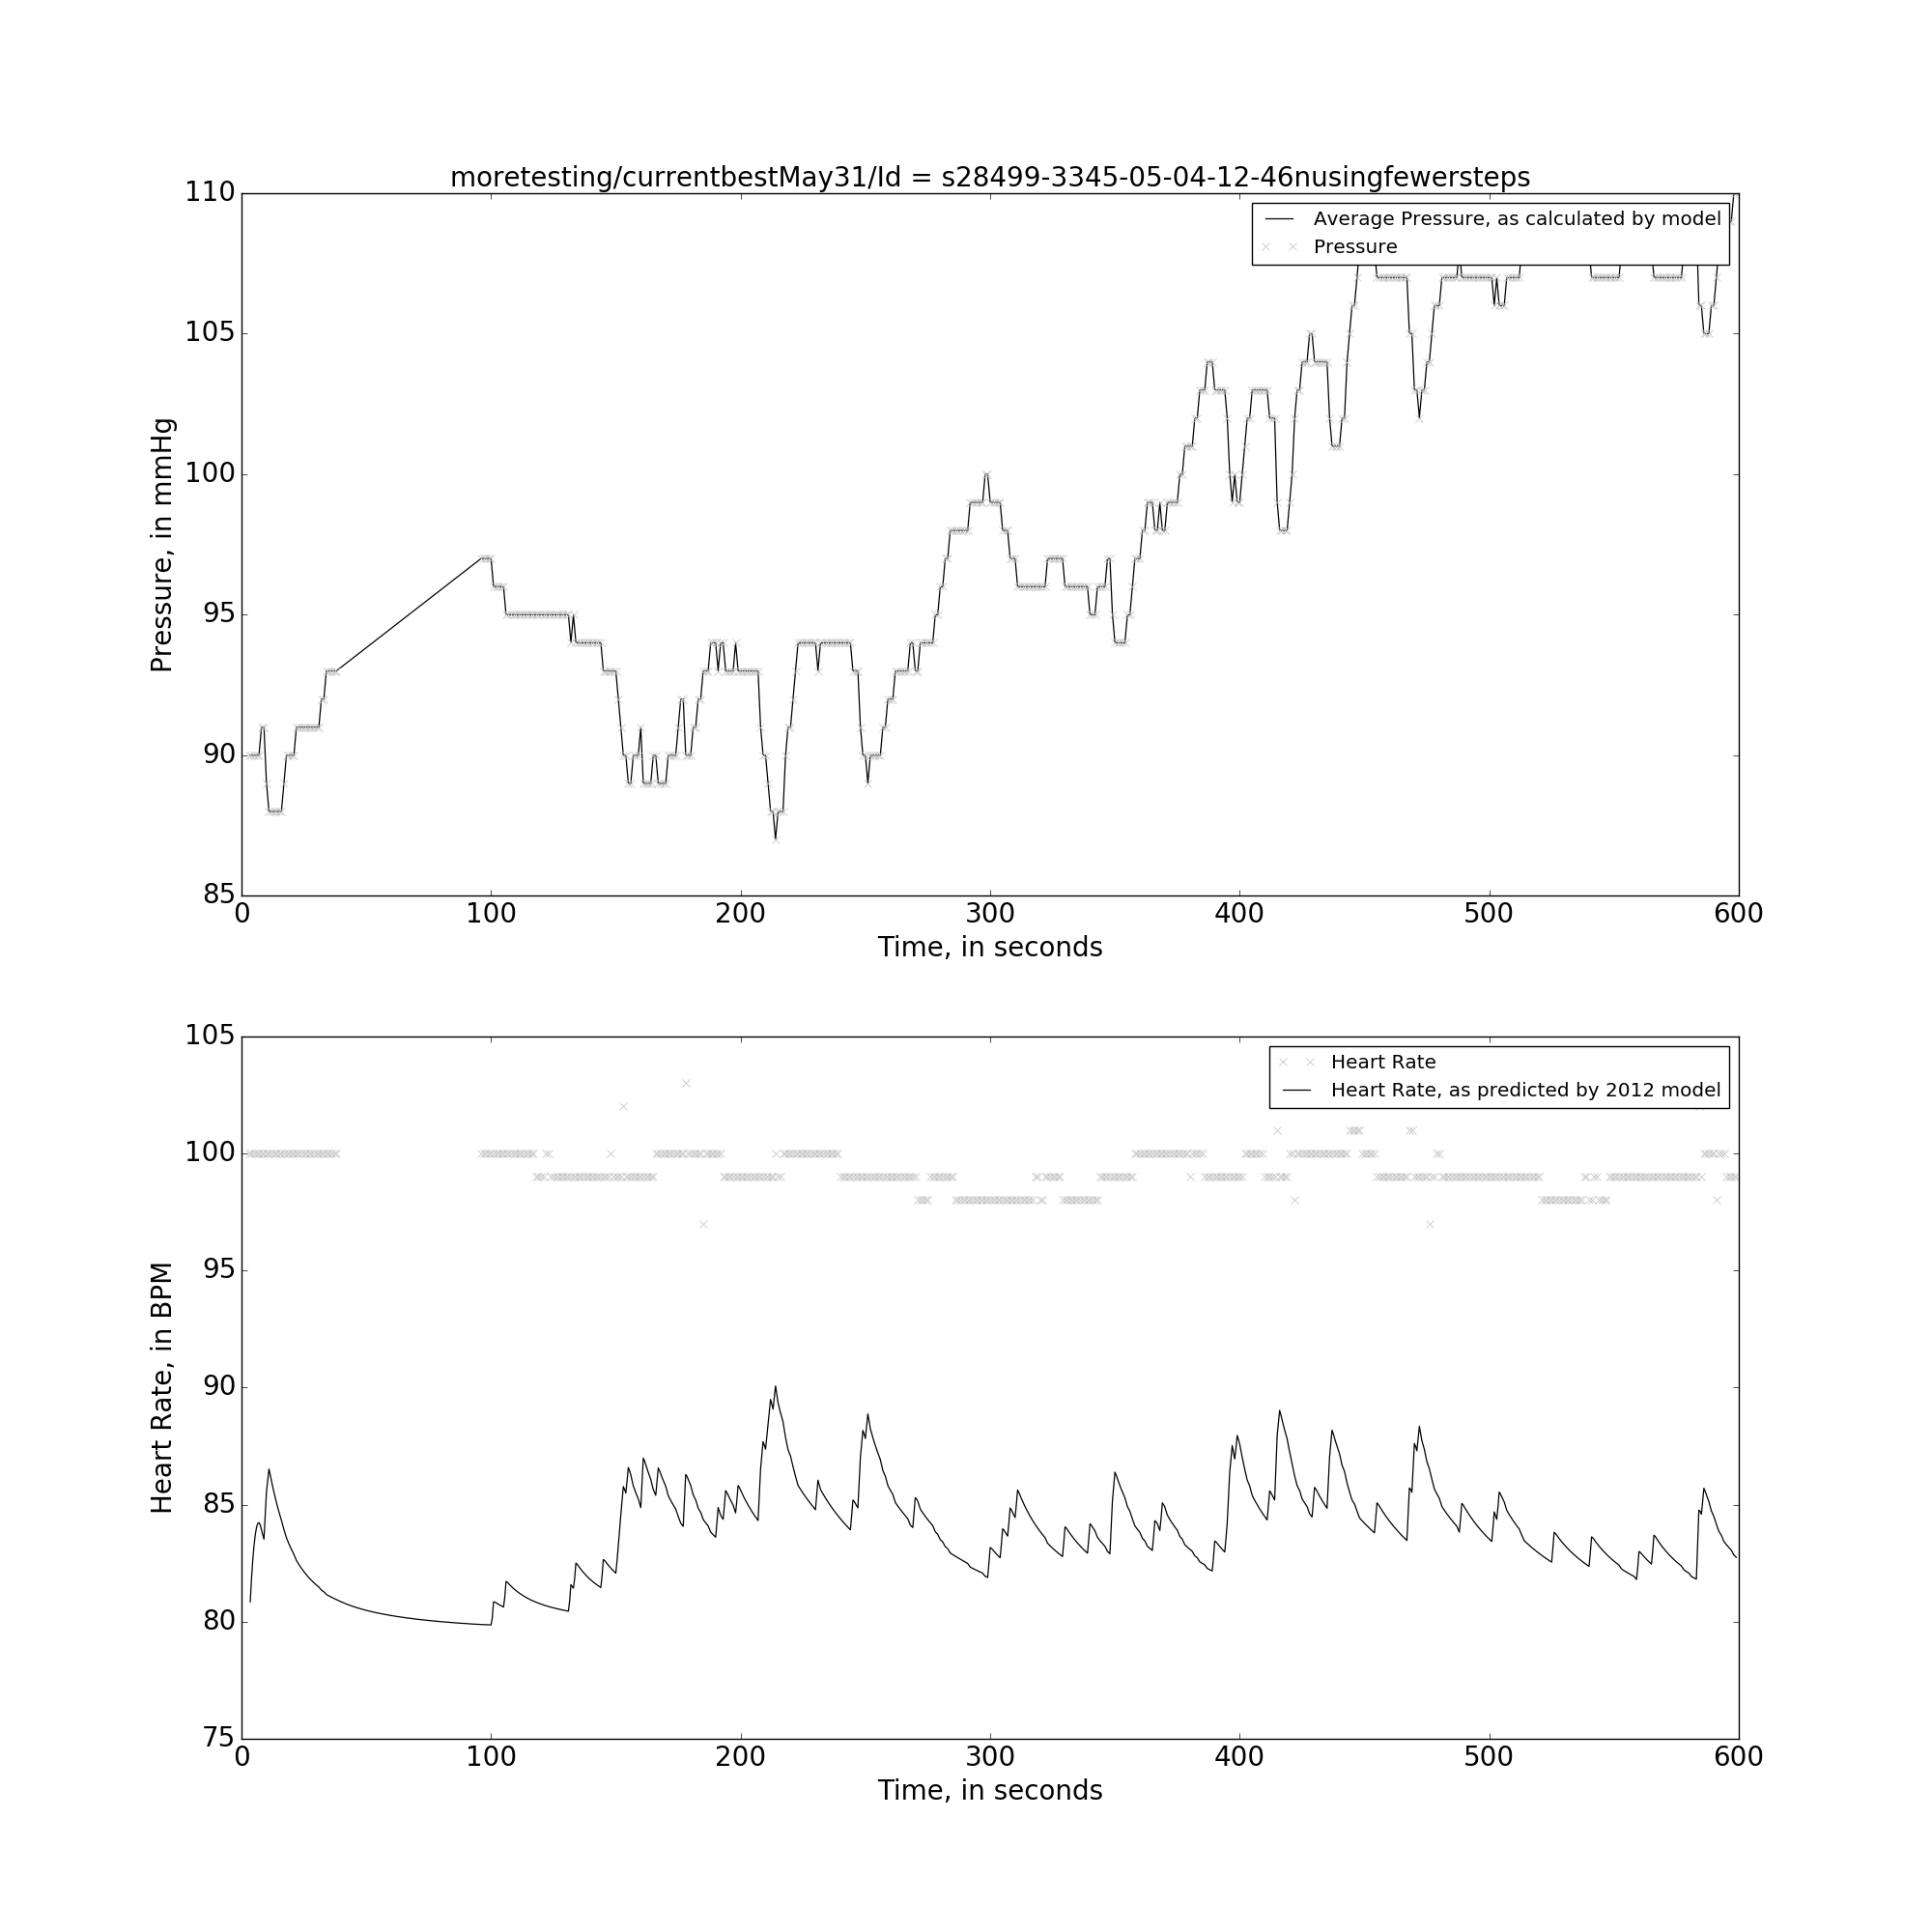 moretesting/currentbestMay31/Id = s28499-3345-05-04-12-46nusingfewersteps
110
105
100
95
90
85
Pressure, in mmHg
Average Pressure, as calculated by model
Pressure
0 100 200 300 400 500 600
Time, in seconds
105
100
95
90
85
80
75
Heart Rate, in BPM
Heart Rate
Heart Rate, as predicted by 2012 model
0 100 200 300 400 500 600
Time, in seconds